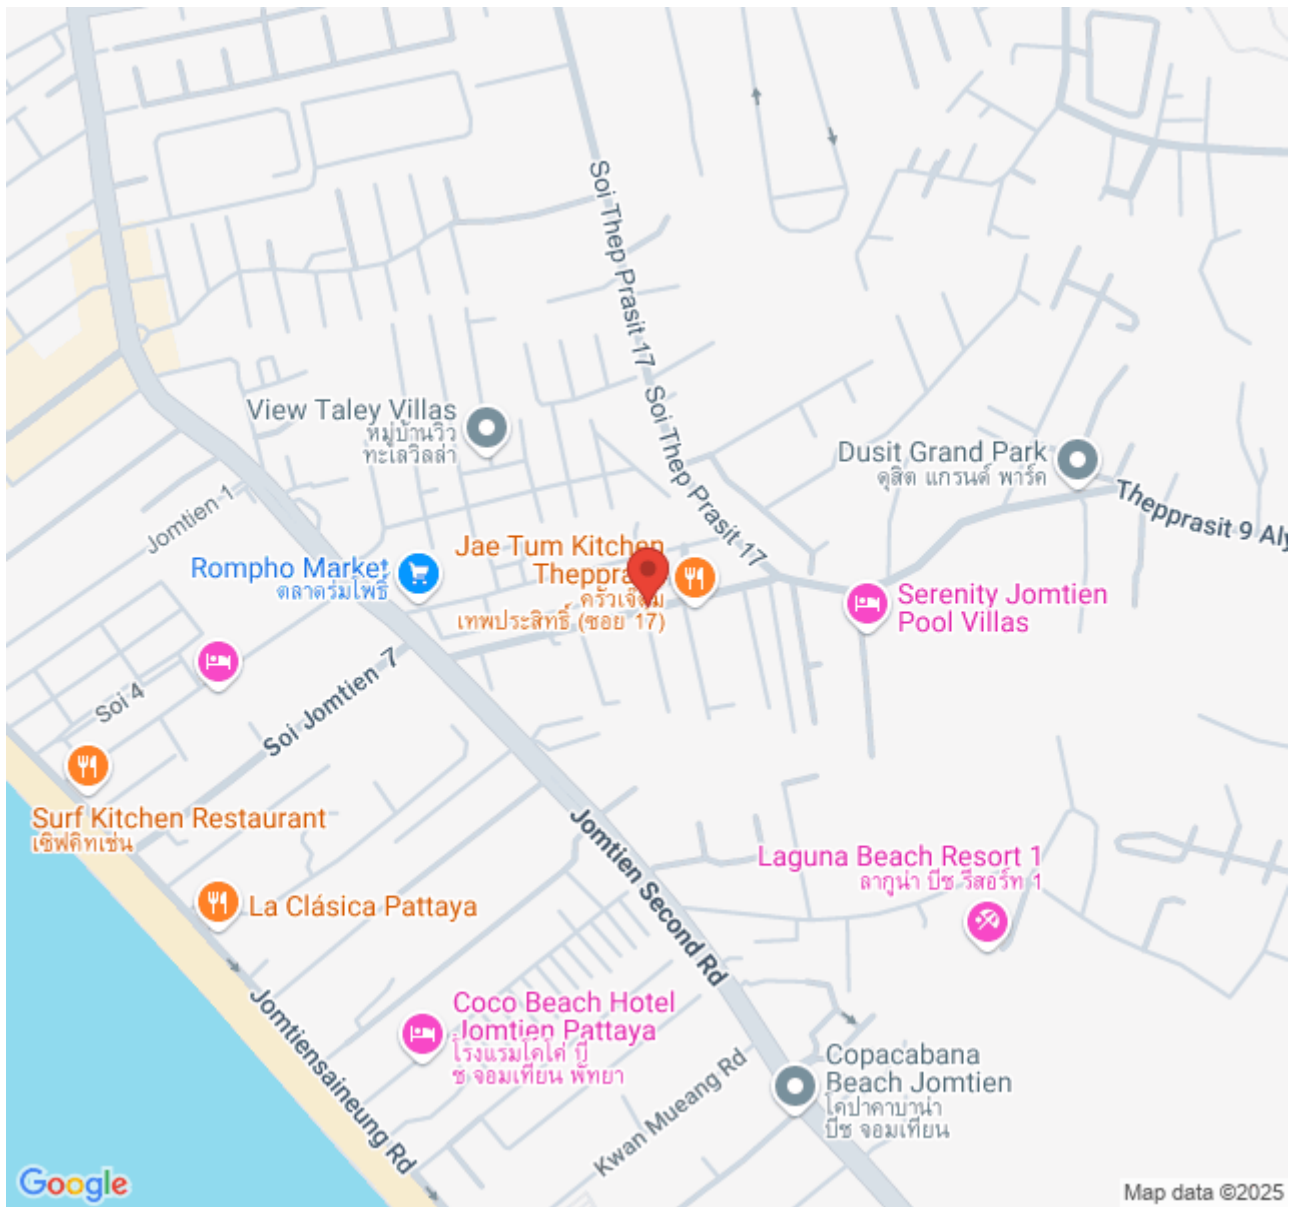 Soi Thep Prasit 17
Soi Thep Prasit 17
View Taley Villas
หมู่บ้านวิว
ทะเลวิลล่า
Dusit Grand Park
ดุสิต แกรนด์ พาร์ค
Thepprasit 9 Aly
Jomtien 1
Rompho Market
ตลาดร่มโพธิ์
Jae Tum Kitchen
Thepprasi
เทพประสิทธิ์ (ซอย 17)
Serenity Jomtien
Pool Villas
Soi 4
Soi Jomtien 7
Surf Kitchen Restaurant
เซิฟคิทเช่น
La Clásica Pattaya
Jomtien Second Rd
Laguna Beach Resort 1
ลากูน่า บีช รีสอร์ท 1
Coco Beach Hotel
Jomtien Pattaya
โรงแรมโคโค่ บี
ช จอมเทียน พัทยา
Jomtiensaineung Rd
Kwan Mueang Rd
Copacabana
Beach Jomtien
โคปาคาบาน่า
บีช จอมเทียน
Google
Map data ©2025